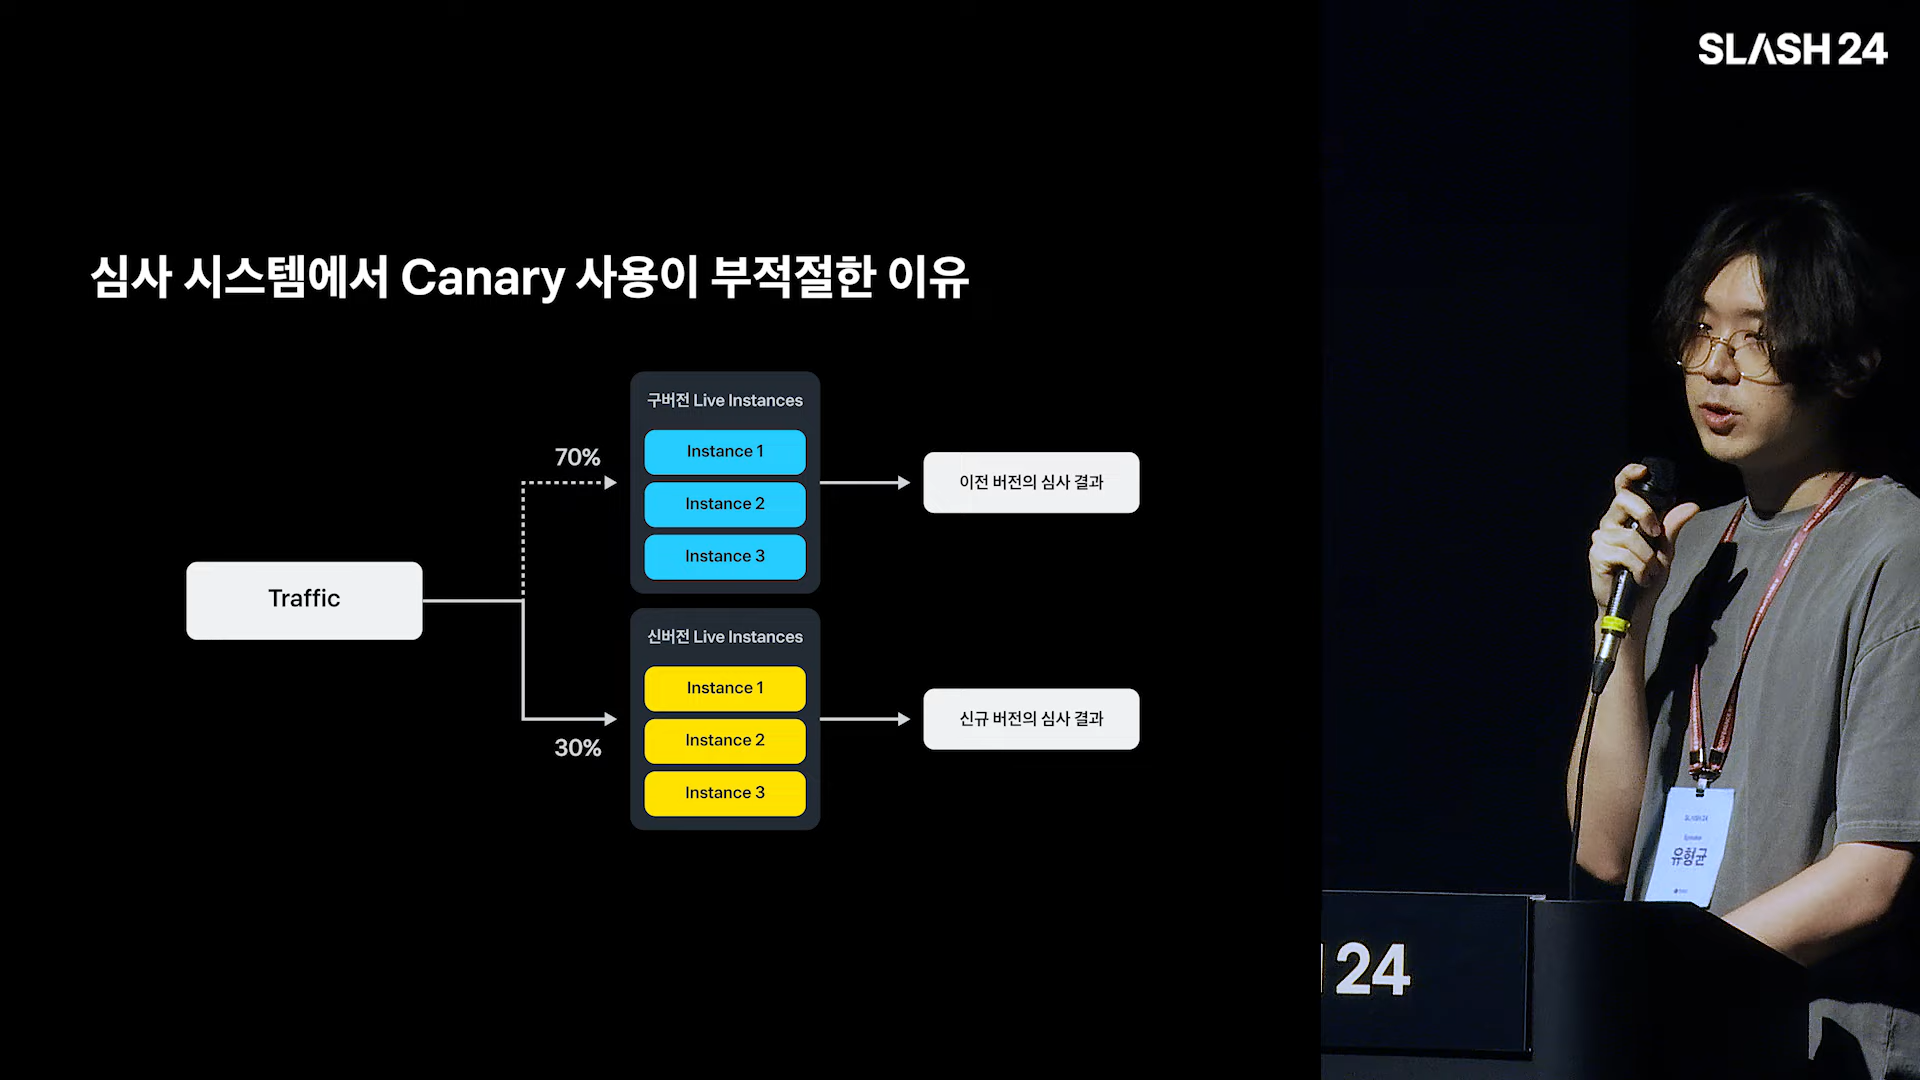 SLASH 24
심사 시스템에서 Canary 사용이 부적절한 이유
구버전 Live Instances
Instance 1
Instance 2
Instance 3
70%
이전 버전의 심사 결과
Traffic
신버전 Live Instances
Instance 1
Instance 2
Instance 3
30%
신규 버전의 심사 결과
SLASH 24
유형균
24